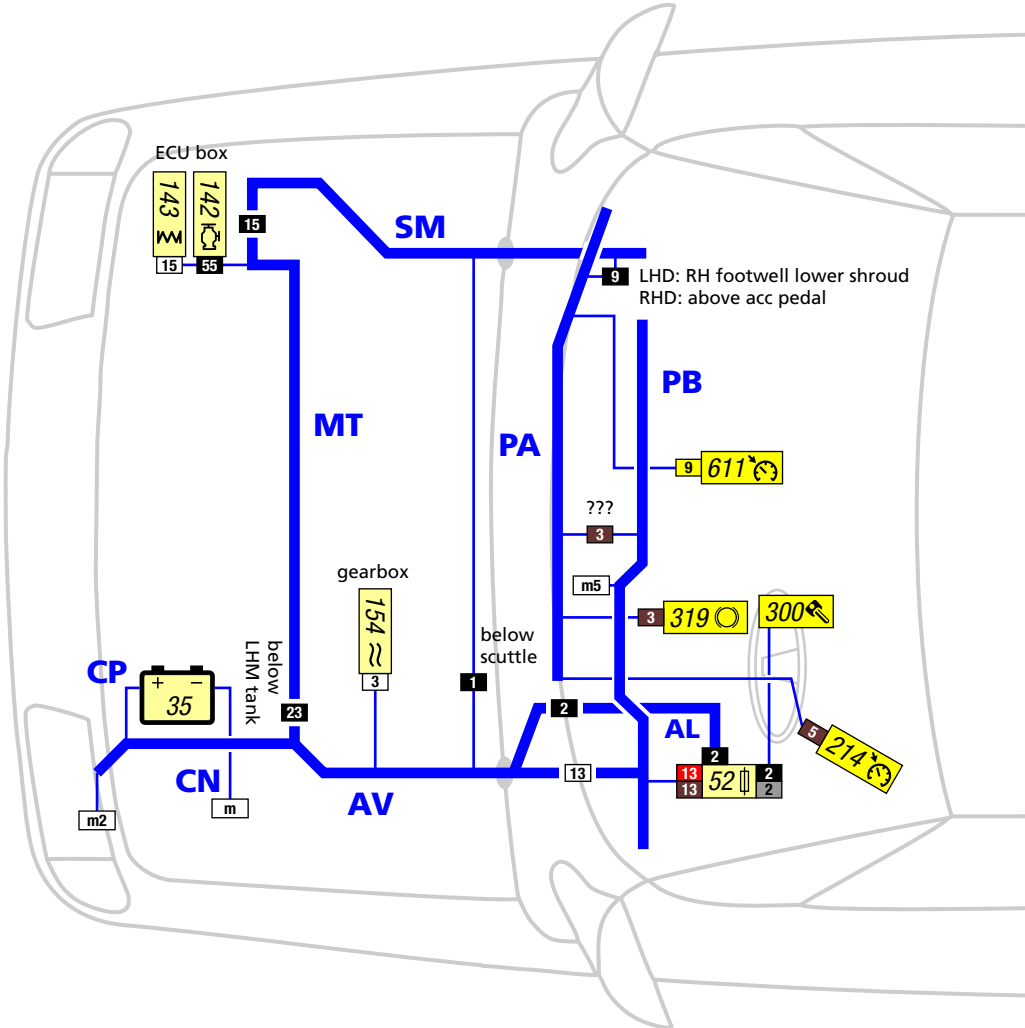 ECU box
143
142
15
55
15
SM
9
LHD: RH footwell lower shroud
RHD: above acc pedal
MT
PA
PB
9
611
???
3
m5
gearbox
154
3
3
319
300
below
scuttle
1
below
LHM tank
23
CP
+ −
35
CN
m
m2
AV
2
AL
2
13
13
13
52
2
2
5
214